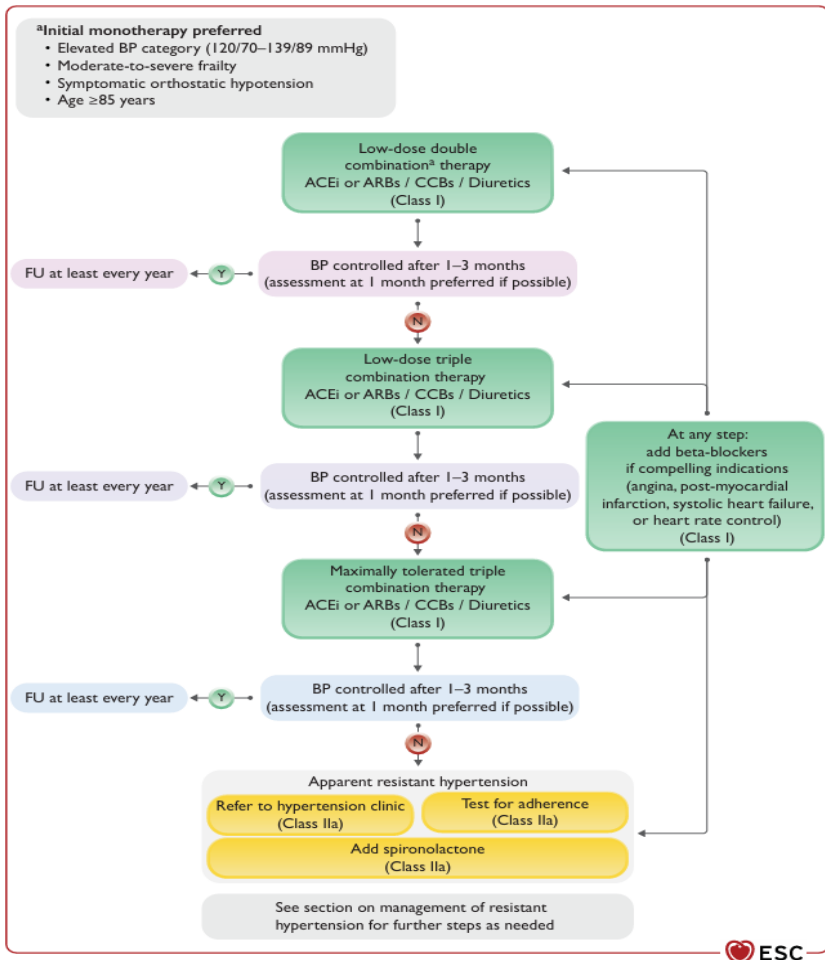 aInitial monotherapy preferred
• Elevated BP category (120/70–139/89 mmHg)
• Moderate-to-severe frailty
• Symptomatic orthostatic hypotension
• Age ≥85 years
Low-dose double
combinationa therapy
ACEi or ARBs / CCBs / Diuretics
(Class I)
FU at least every year
Y
BP controlled after 1–3 months
(assessment at 1 month preferred if possible)
N
Low-dose triple
combination therapy
ACEi or ARBs / CCBs / Diuretics
(Class I)
At any step:
add beta-blockers
if compelling indications
(angina, post-myocardial
infarction, systolic heart failure,
or heart rate control)
(Class I)
FU at least every year
Y
BP controlled after 1–3 months
(assessment at 1 month preferred if possible)
N
Maximally tolerated triple
combination therapy
ACEi or ARBs / CCBs / Diuretics
(Class I)
FU at least every year
Y
BP controlled after 1–3 months
(assessment at 1 month preferred if possible)
N
Apparent resistant hypertension
Refer to hypertension clinic
(Class IIa)
Test for adherence
(Class IIa)
Add spironolactone
(Class IIa)
See section on management of resistant
hypertension for further steps as needed
ESC